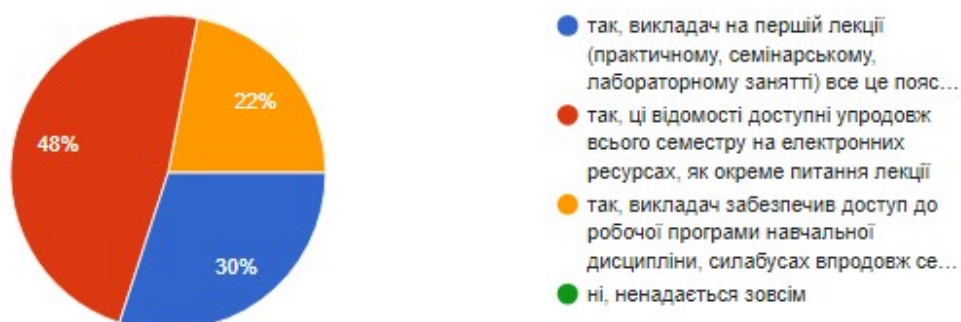 48%
22%
30%
так, викладач на першій лекції
(практичному, семінарському,
лабораторному занятті) все це пояс…
так, ці відомості доступні упродовж
всього семестру на електронних
ресурсах, як окреме питання лекції
так, викладач забезпечив доступ до
робочої програми навчальної
дисципліни, силабусах впродовж се…
ні, ненадається зовсім